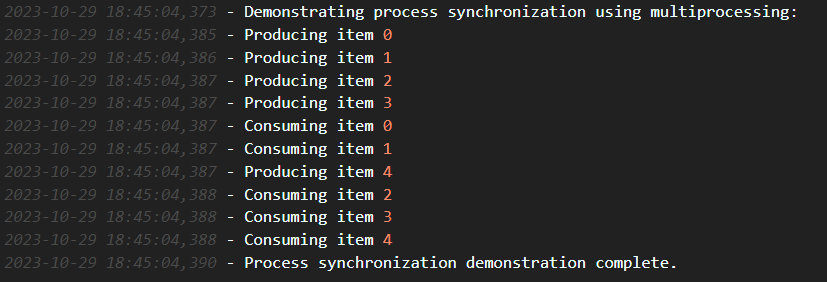 2023-10-29 18:45:04,373 - Demonstrating process synchronization using multiprocessing:
2023-10-29 18:45:04,385 - Producing item 0
2023-10-29 18:45:04,386 - Producing item 1
2023-10-29 18:45:04,387 - Producing item 2
2023-10-29 18:45:04,387 - Producing item 3
2023-10-29 18:45:04,387 - Consuming item 0
2023-10-29 18:45:04,387 - Consuming item 1
2023-10-29 18:45:04,387 - Producing item 4
2023-10-29 18:45:04,388 - Consuming item 2
2023-10-29 18:45:04,388 - Consuming item 3
2023-10-29 18:45:04,388 - Consuming item 4
2023-10-29 18:45:04,390 - Process synchronization demonstration complete.